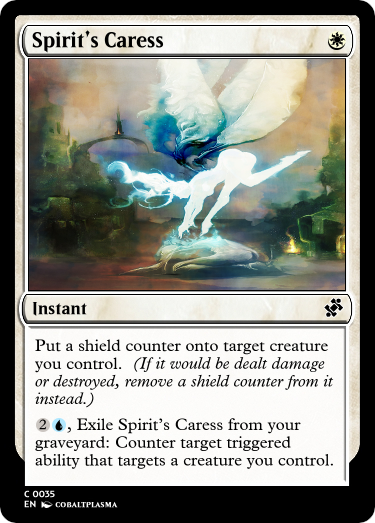 Spirit's Caress
Instant
Put a shield counter onto target creature
you control. (If it would be dealt damage
or destroyed, remove a shield counter from it
instead.)
2, Exile Spirit's Caress from your
graveyard: Counter target triggered
ability that targets a creature you control.
C 0035
EN COBALTPLASMA